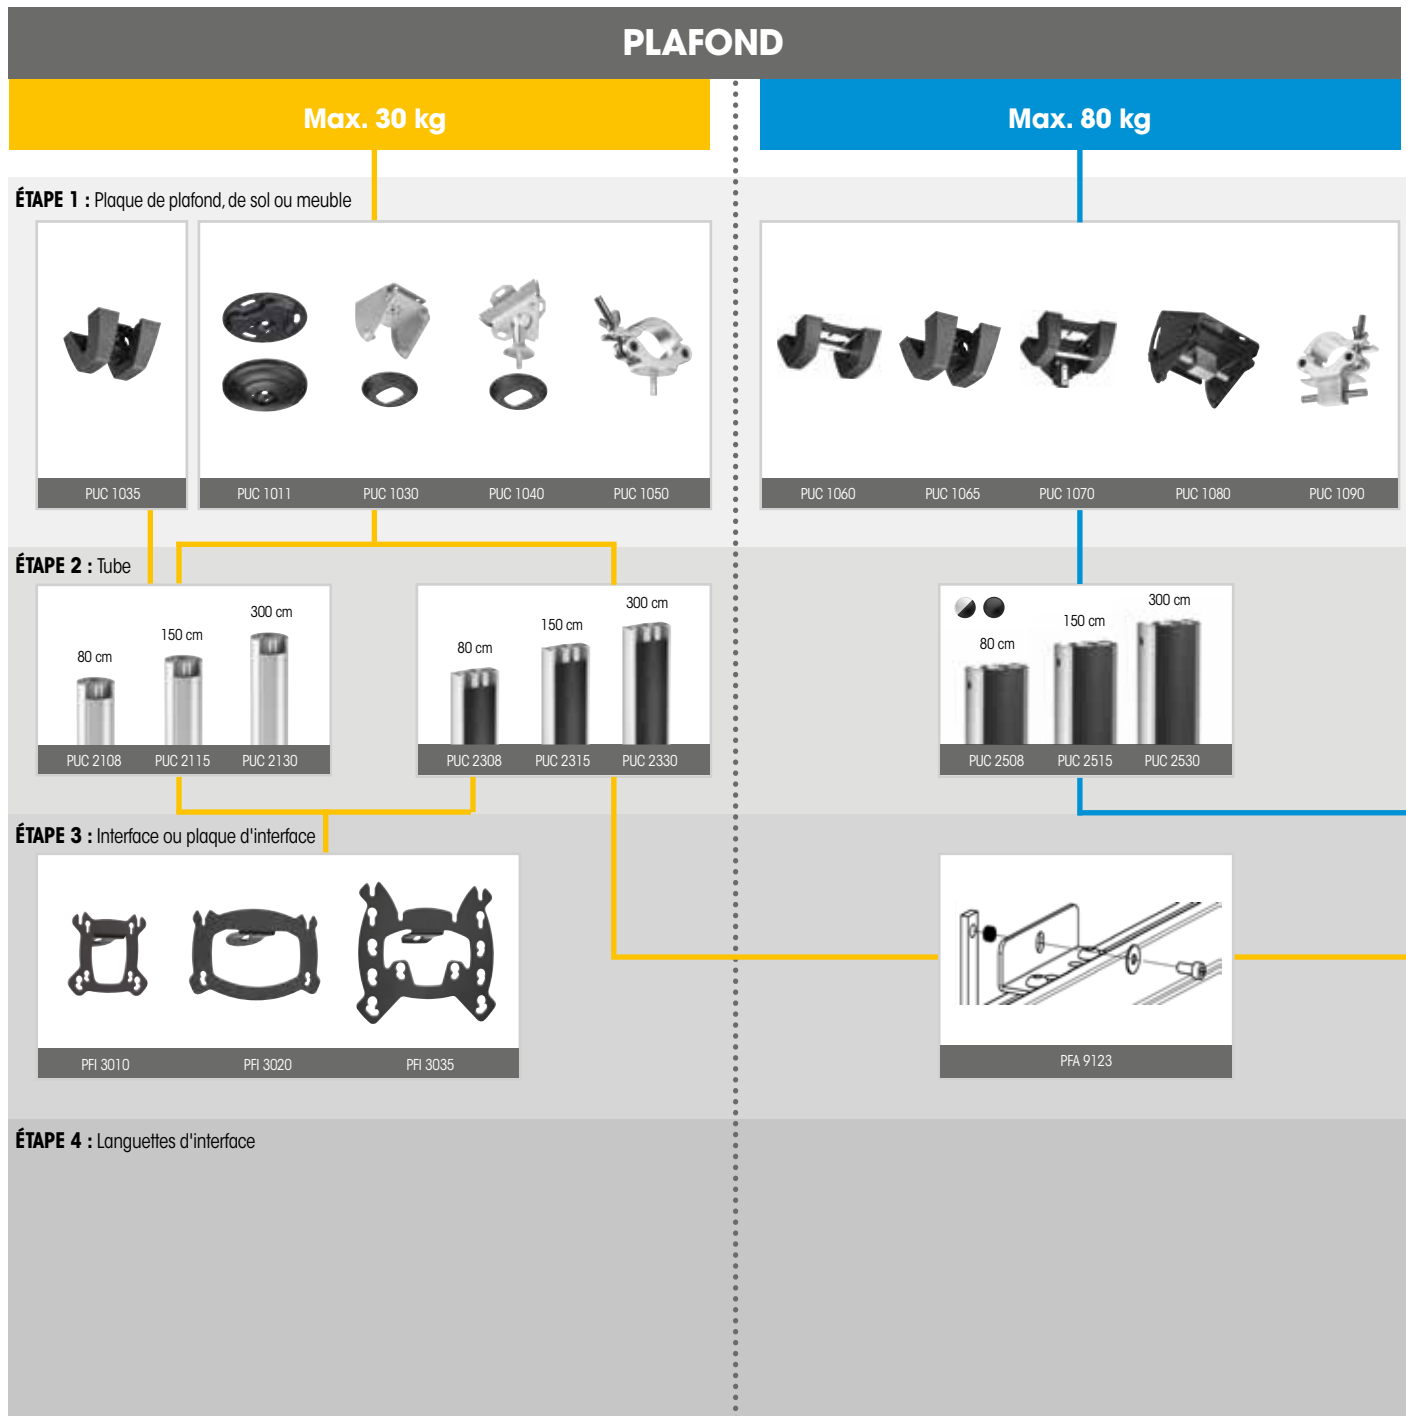 PLAFOND
Max. 30 kg
Max. 80 kg
ÉTAPE 1 : Plaque de plafond, de sol ou meuble
PUC 1035
PUC 1011
PUC 1030
PUC 1040
PUC 1050
PUC 1060
PUC 1065
PUC 1070
PUC 1080
PUC 1090
ÉTAPE 2 : Tube
80 cm
150 cm
300 cm
PUC 2108
PUC 2115
PUC 2130
80 cm
150 cm
300 cm
PUC 2308
PUC 2315
PUC 2330
80 cm
150 cm
300 cm
PUC 2508
PUC 2515
PUC 2530
ÉTAPE 3 : Interface ou plaque d'interface
PFI 3010
PFI 3020
PFI 3035
PFA 9123
ÉTAPE 4 : Languettes d'interface